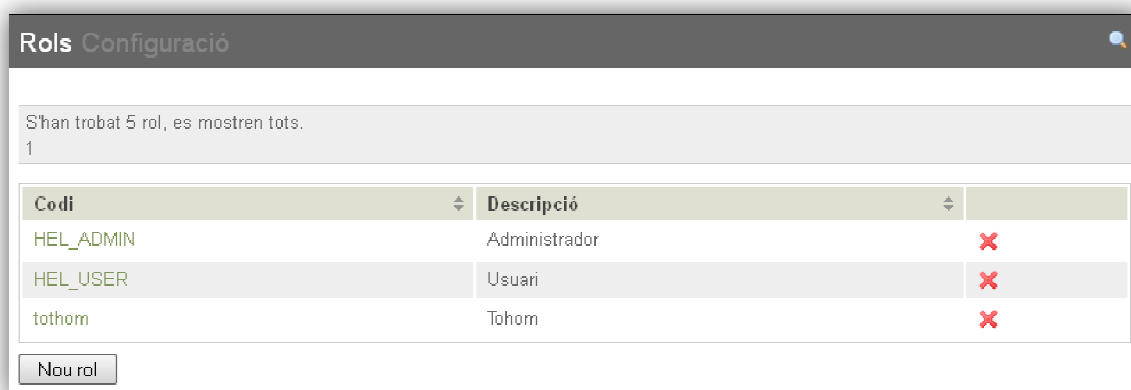 Rols Configuració
S'han trobat 5 rol, es mostren tots.
1
Codi Descripció
HEL_ADMIN Administrador
HEL_USER Usuari
tothom Tohom
Nou rol